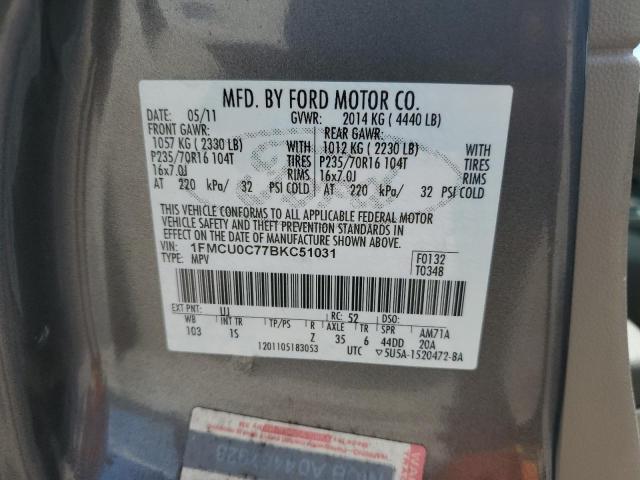 MFD. BY FORD MOTOR CO.
DATE: 05/11 GVWR: 2014 KG ( 4440 LB)
FRONT GAWR: REAR GAWR:
1057 KG ( 2330 LB) WITH 1012 KG ( 2230 LB) WITH
P235/70R16 104T TIRES P235/70R16 104T TIRES
16x7.0J RIMS 16x7.0J RIMS
AT 220 kPa/ 32 PSI COLD AT 220 kPa/ 32 PSI COLD
THIS VEHICLE CONFORMS TO ALL APPLICABLE FEDERAL MOTOR
VEHICLE SAFETY AND THEFT PREVENTION STANDARDS IN
EFFECT ON THE DATE OF MANUFACTURE SHOWN ABOVE.
VIN: 1FMCU0C77BKC51031 F0132
TYPE: MPV T0348
EXT PNT: UJ RC: 52 DSO:
WB INT TR TP/PS R AXLE TR SPR AM71A
103 1S Z 35 6 44DD 20A
1201105183053 UTC 5U5A-1520472-BA